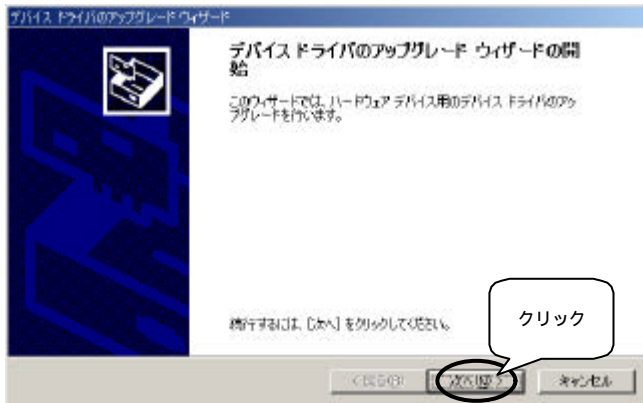 デバイス ドライバのアップグレード ウィザード
デバイス ドライバのアップグレード ウィザードの開
始
このウィザードでは、ハードウェア デバイス用のデバイス ドライバのアッ
プグレードを行います。
続行するには、[次へ] をクリックしてください。
クリック
< 戻る(B)
次へ(N) >
キャンセル